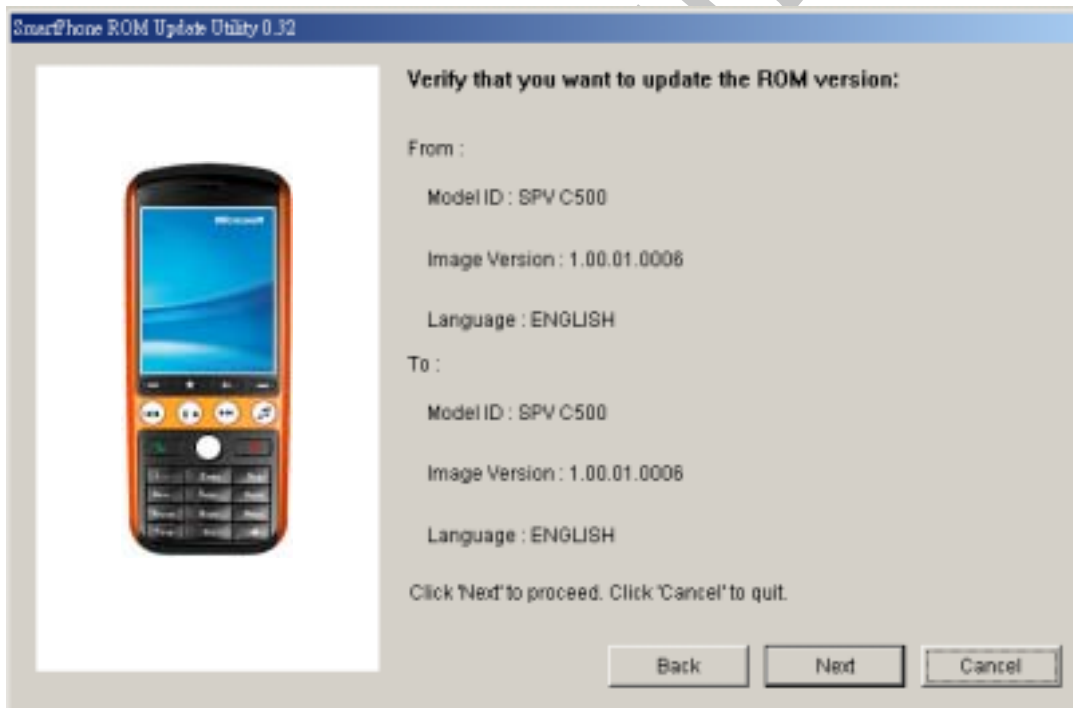 SmartPhone ROM Update Utility 0.32
Verify that you want to update the ROM version:
From :
Model ID : SPV C500
Image Version : 1.00.01.0006
Language : ENGLISH
To :
Model ID : SPV C500
Image Version : 1.00.01.0006
Language : ENGLISH
Click 'Next' to proceed. Click 'Cancel' to quit.
Back
Next
Cancel